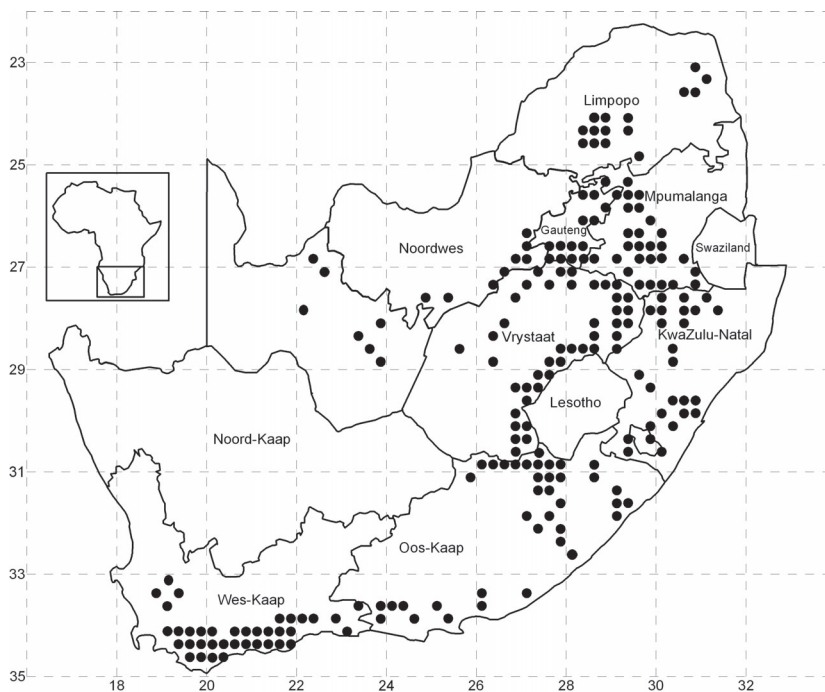 23
Limpopo
25
Mpumalanga
Gauteng
Noordwes
Swaziland
27
Vrystaat
KwaZulu-Natal
29
Lesotho
Noord-Kaap
31
Oos-Kaap
33
Wes-Kaap
35
18 20 22 24 26 28 30 32